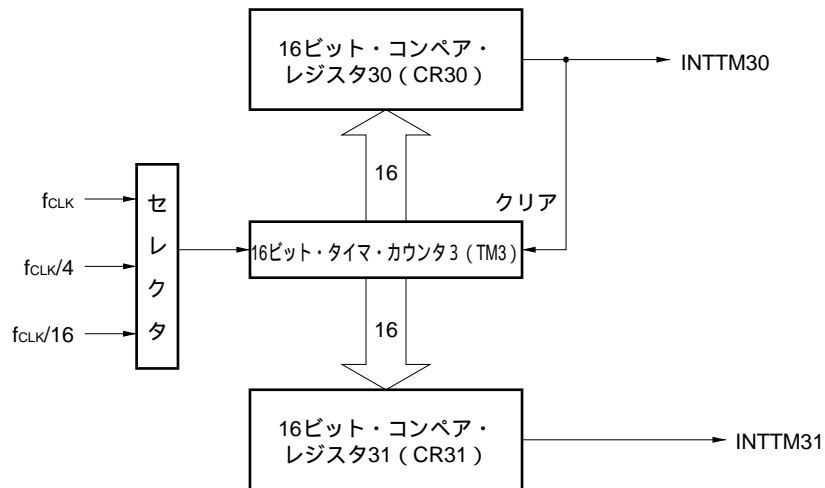 16ビット・コンペア・
レジスタ30（CR30）
INTTM30
16
クリア
fCLK
fCLK/4
fCLK/16
セレクタ
16ビット・タイマ・カウンタ3（TM3）
16
16ビット・コンペア・
レジスタ31（CR31）
INTTM31